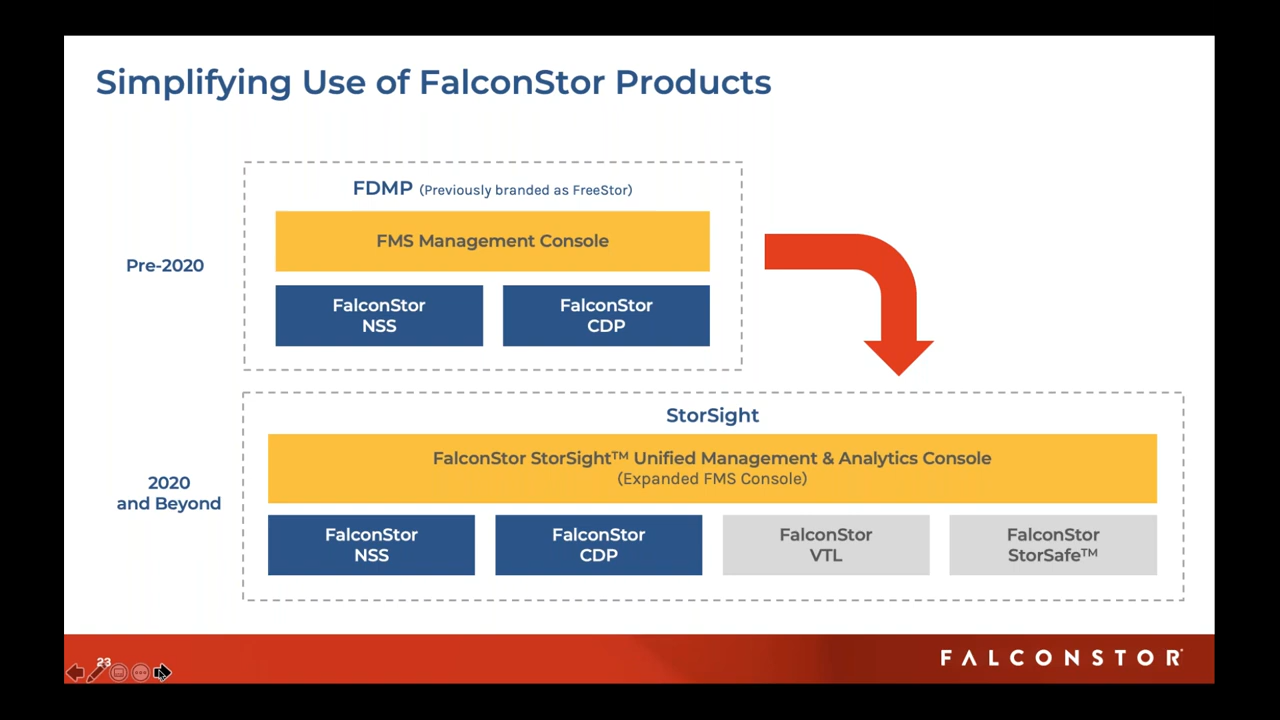 Simplifying Use of FalconStor Products
FDMP (Previously branded as FreeStor)
FMS Management Console
Pre-2020
FalconStor
NSS
FalconStor
CDP
StorSight
FalconStor StorSight™ Unified Management & Analytics Console
(Expanded FMS Console)
2020
and Beyond
FalconStor
NSS
FalconStor
CDP
FalconStor
VTL
FalconStor
StorSafe™
23
FALCONSTOR